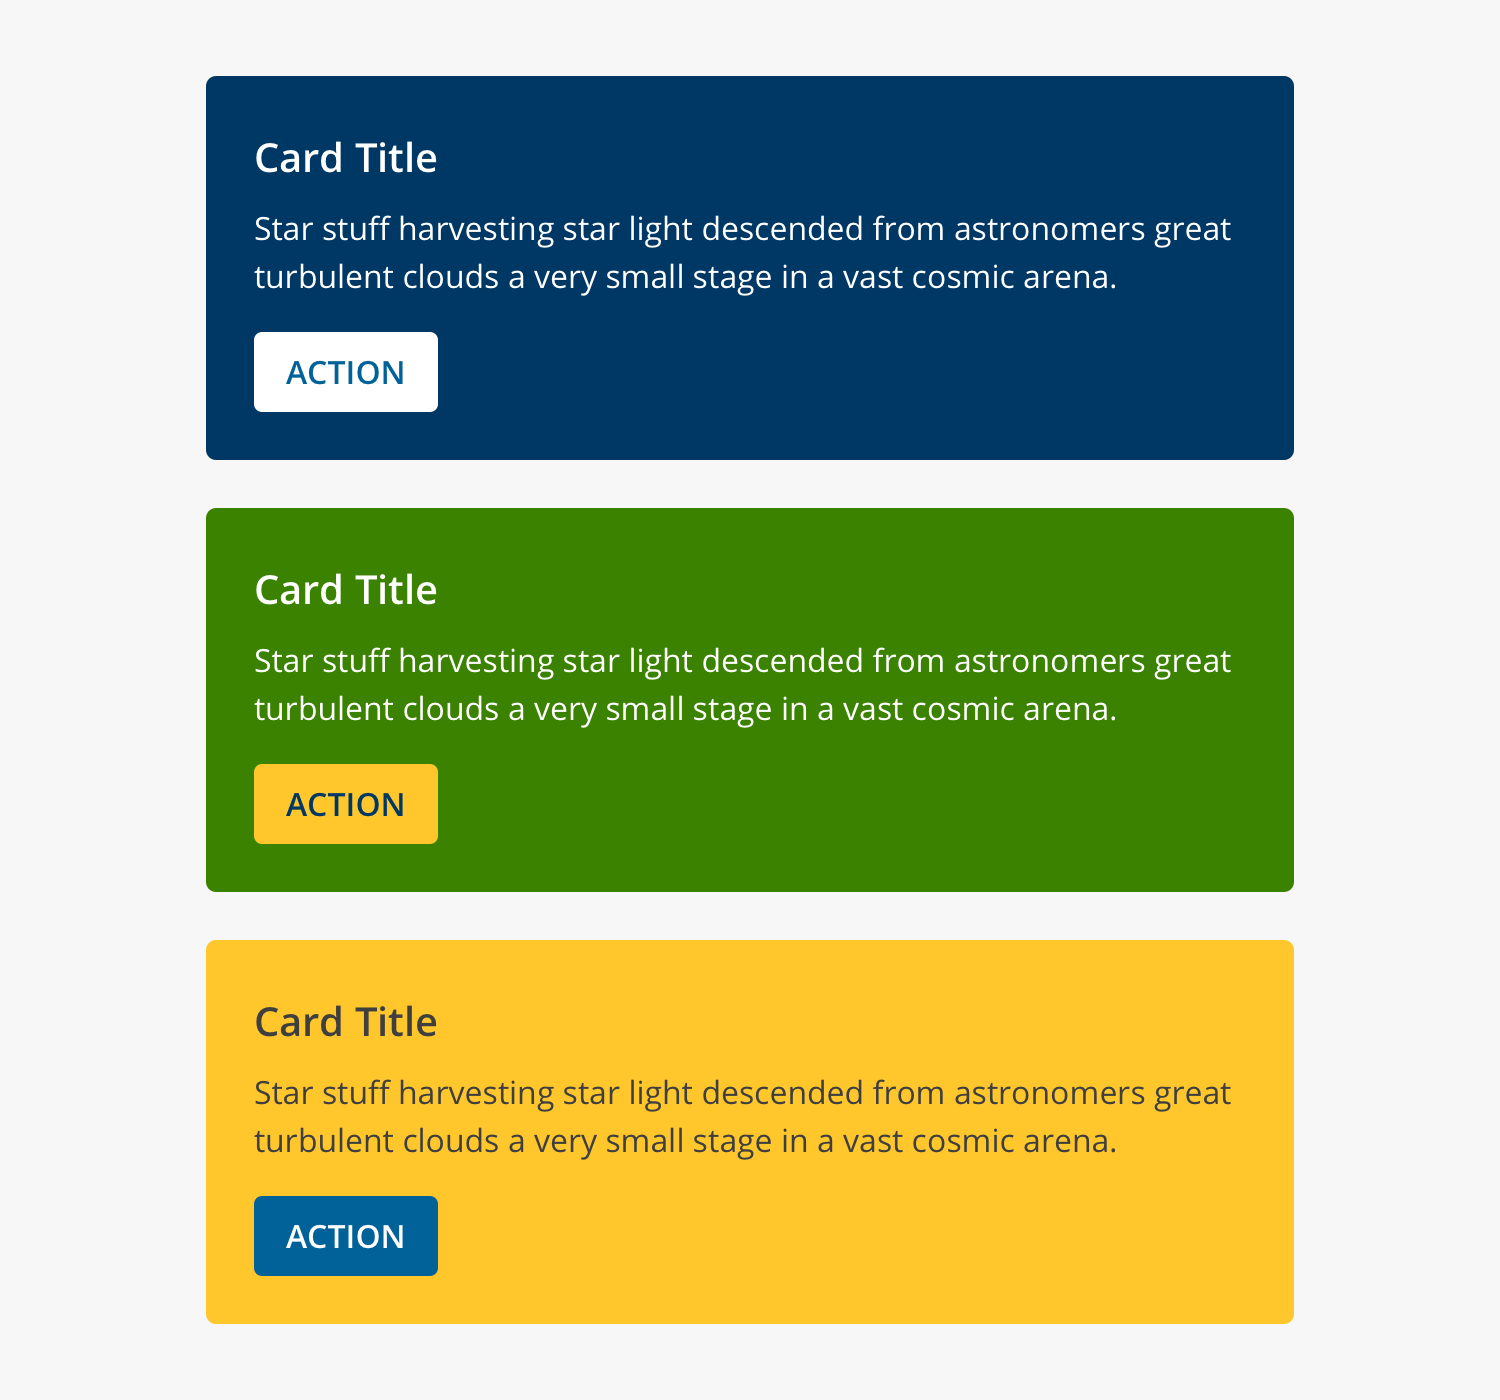 Card Title
Star stuff harvesting star light descended from astronomers great
turbulent clouds a very small stage in a vast cosmic arena.
ACTION
Card Title
Star stuff harvesting star light descended from astronomers great
turbulent clouds a very small stage in a vast cosmic arena.
ACTION
Card Title
Star stuff harvesting star light descended from astronomers great
turbulent clouds a very small stage in a vast cosmic arena.
ACTION